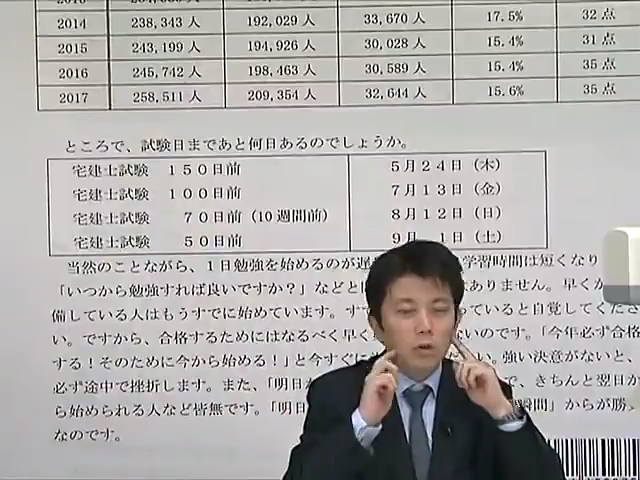 2014 238,343人 192,029人 33,670人 17.5% 32点
2015 243,199人 194,926人 30,028人 15.4% 31点
2016 245,742人 198,463人 30,589人 15.4% 35点
2017 258,511人 209,354人 32,644人 15.6% 35点
ところで、試験日まであと何日あるのでしょうか。
宅建士試験 150日前 5月24日（木）
宅建士試験 100日前 7月13日（金）
宅建士試験 70日前（10週間前） 8月12日（日）
宅建士試験 50日前 9月 1日（土）
当然のことながら、1日勉強を始めるのが遅 学習時間は短くなり
「いつから勉強すれば良いですか？」などと はありません。早くか
備している人はもうすでに始めています。す っていると自覚してくださ
い。ですから、合格するためにはなるべく早く ないのです。「今年必ず合格
する！そのために今から始める！」と今すぐに い。強い決意がないと、
必ず途中で挫折します。また、「明日か で、きちんと翌日か
ら始められる人など皆無です。「明日 瞬間」からが勝
なのです。